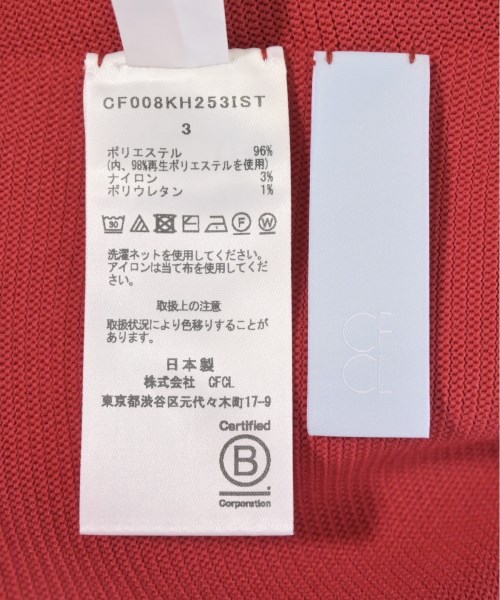 CF008KH253IST
3
ポリエステル 96%
(内、98%再生ポリエステルを使用)
ナイロン 3%
ポリウレタン 1%
30 F W
洗濯ネットを使用してください。
アイロンは当て布を使用してくだ
さい。
取扱上の注意
取扱状況により色移りすることが
あります。
日本製
株式会社 CFCL
東京都渋谷区元代々木町17-9
Certified
B
Corporation